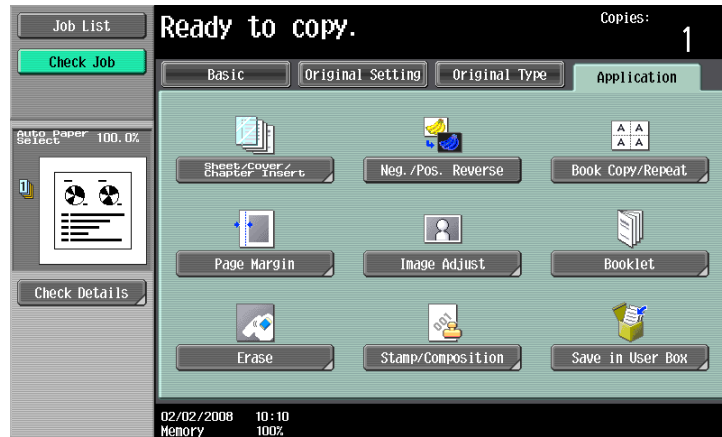 Job List
Check Job
Auto Paper
Select 100.0%
1
Check Details
Ready to copy.
Copies:
1
Basic
Original Setting
Original Type
Application
Sheet/Cover/
Chapter Insert
Neg./Pos. Reverse
A A
A A
Book Copy/Repeat
Page Margin
Image Adjust
Booklet
Erase
001
Stamp/Composition
Save in User Box
02/02/2008 10:10
Memory 100%